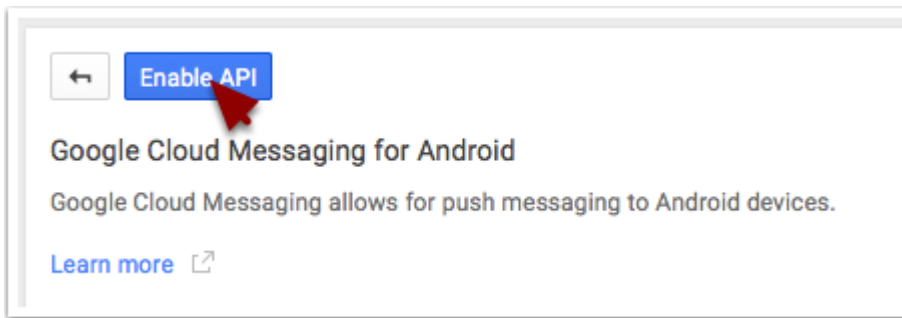 Enable API
Google Cloud Messaging for Android
Google Cloud Messaging allows for push messaging to Android devices.
Learn more